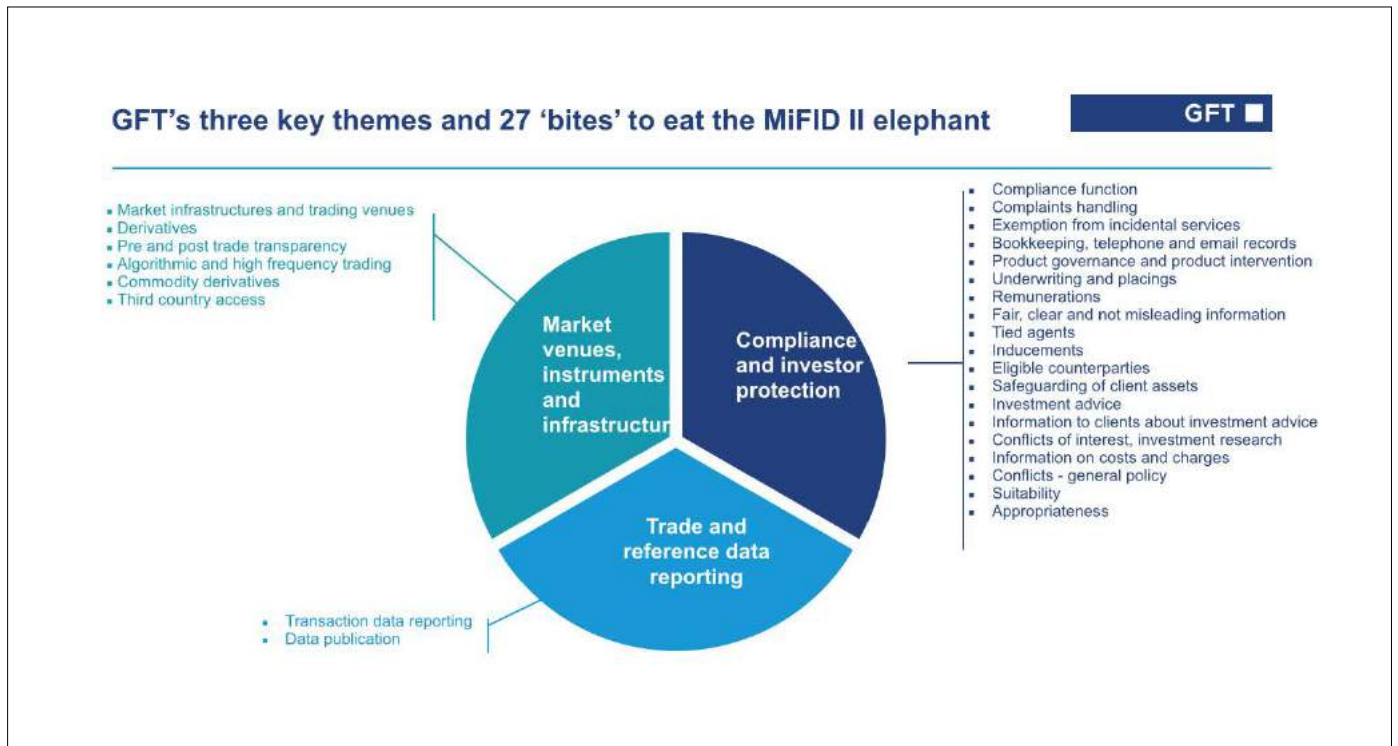 GFT's three key themes and 27 'bites' to eat the MiFID II elephant
GFT
▪ Market infrastructures and trading venues
▪ Derivatives
▪ Pre and post trade transparency
▪ Algorithmic and high frequency trading
▪ Commodity derivatives
▪ Third country access
Market
venues,
instruments
and
infrastructur
Compliance
and investor
protection
Trade and
reference data
reporting
▪ Compliance function
▪ Complaints handling
▪ Exemption from incidental services
▪ Bookkeeping, telephone and email records
▪ Product governance and product intervention
▪ Underwriting and placings
▪ Remunerations
▪ Fair, clear and not misleading information
▪ Tied agents
▪ Inducements
▪ Eligible counterparties
▪ Safeguarding of client assets
▪ Investment advice
▪ Information to clients about investment advice
▪ Conflicts of interest, investment research
▪ Information on costs and charges
▪ Conflicts - general policy
▪ Suitability
▪ Appropriateness
▪ Transaction data reporting
▪ Data publication